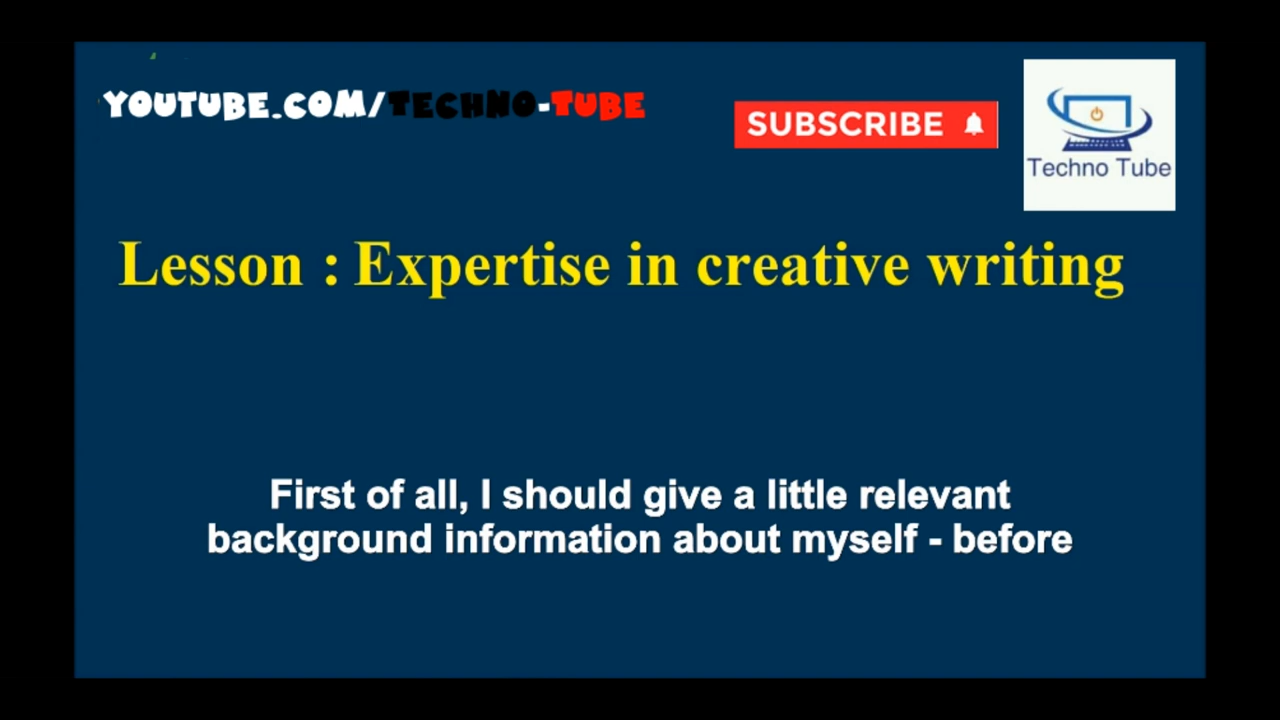 YOUTUBE.COM/TECHNO-TUBE
SUBSCRIBE
Techno Tube
Lesson : Expertise in creative writing
First of all, I should give a little relevant
background information about myself - before